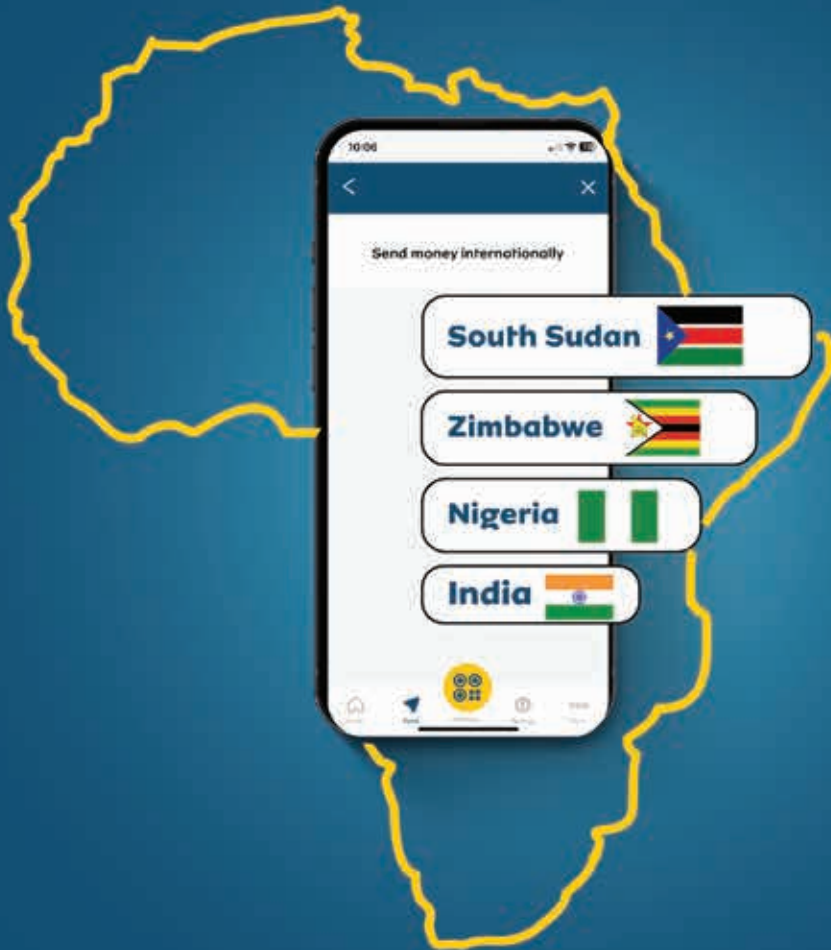 10:06
Send money internationally
South Sudan
Zimbabwe
Nigeria
India